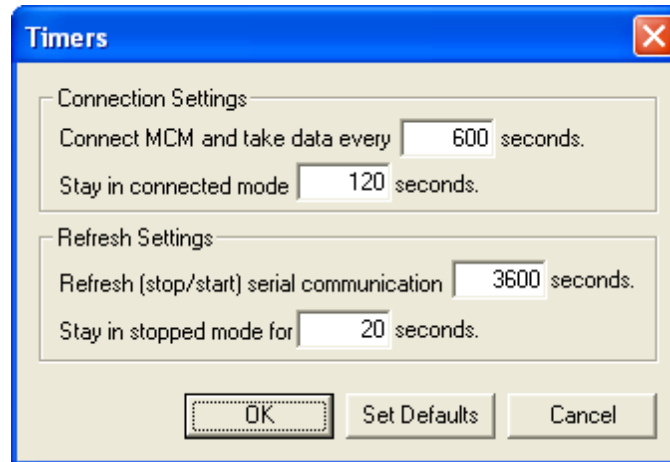 Timers
Connection Settings
Connect MCM and take data every 600 seconds.
Stay in connected mode 120 seconds.
Refresh Settings
Refresh (stop/start) serial communication 3600 seconds.
Stay in stopped mode for 20 seconds.
OK Set Defaults Cancel